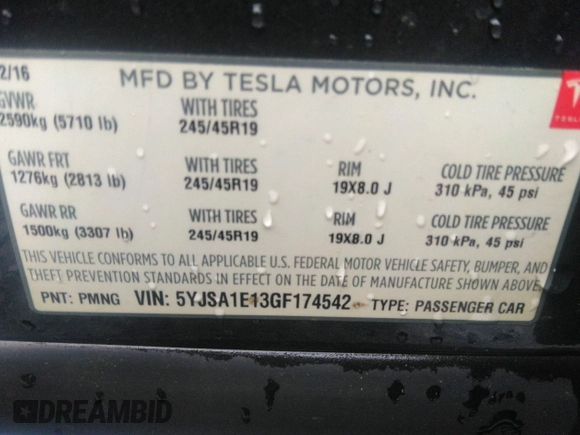 2/16 MFD BY TESLA MOTORS, INC.
GVWR WITH TIRES
2590kg (5710 lb) 245/45R19
TESLA
GAWR FRT WITH TIRES RIM COLD TIRE PRESSURE
1276kg (2813 lb) 245/45R19 19X8.0 J 310 kPa, 45 psi
GAWR RR WITH TIRES RIM COLD TIRE PRESSURE
1500kg (3307 lb) 245/45R19 19X8.0 J 310 kPa, 45 psi
THIS VEHICLE CONFORMS TO ALL APPLICABLE U.S. FEDERAL MOTOR VEHICLE SAFETY, BUMPER, AND
THEFT PREVENTION STANDARDS IN EFFECT ON THE DATE OF MANUFACTURE SHOWN ABOVE.
PNT: PMNG VIN: 5YJSA1E13GF174542 TYPE: PASSENGER CAR
DREAMBID